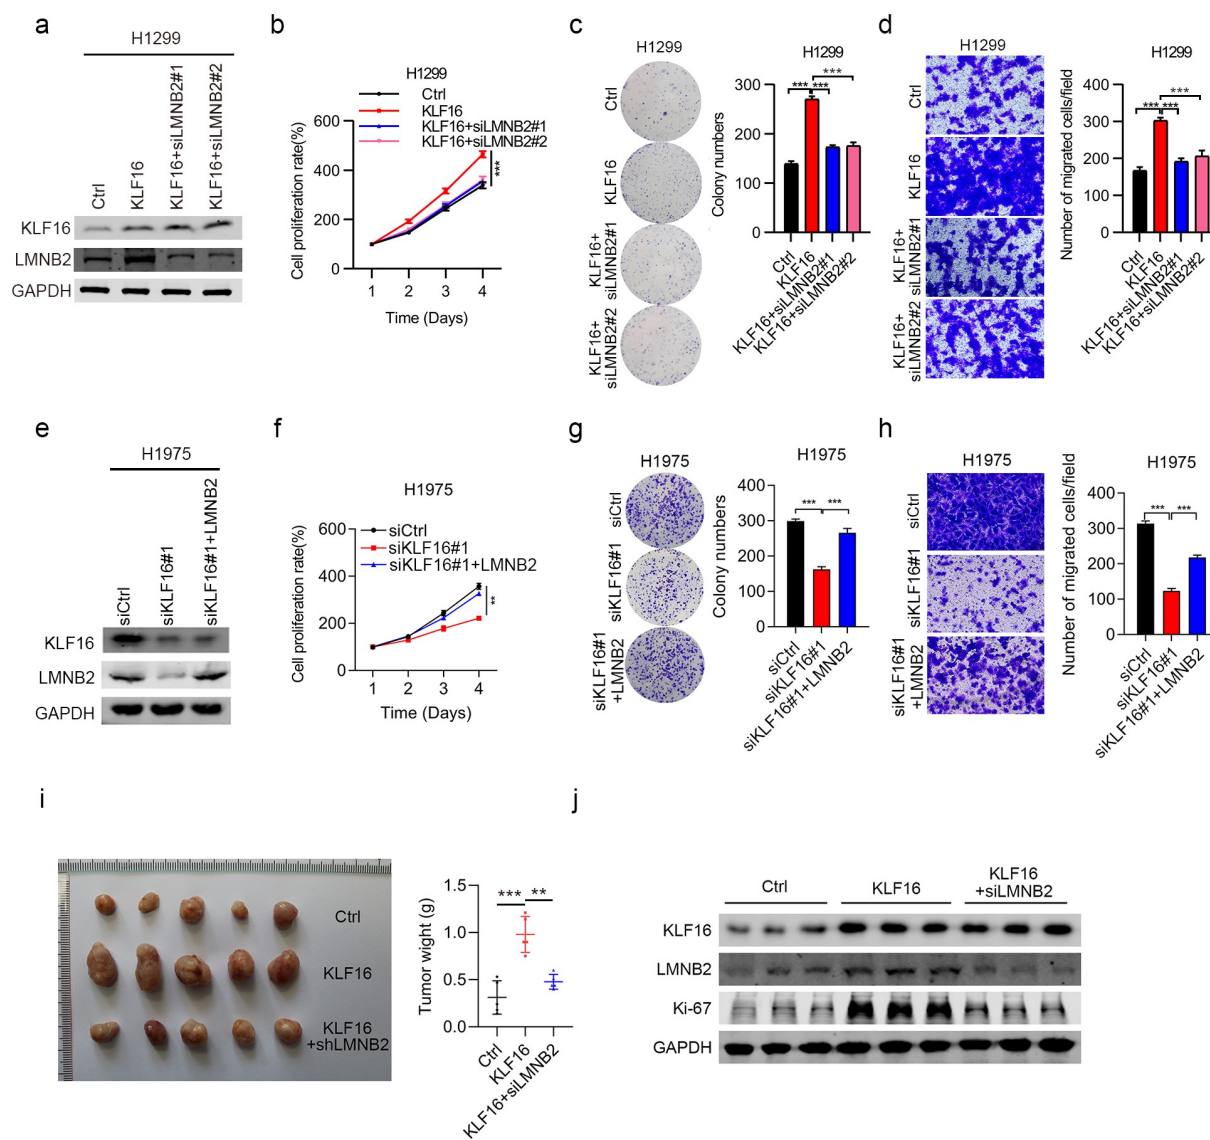 a
H1299
Ctrl
KLF16
KLF16+siLMNB2#1
KLF16+siLMNB2#2
KLF16
LMNB2
GAPDH
b
H1299
Ctrl
KLF16
KLF16+siLMNB2#1
KLF16+siLMNB2#2
Cell proliferation rate(%)
600
400
200
0
***
1 2 3 4
Time (Days)
c
H1299
Ctrl
KLF16
KLF16+
siLMNB2#1
KLF16+
siLMNB2#2
H1299
Colony numbers
300
200
100
0
***
*** ***
Ctrl
KLF16
KLF16+siLMNB2#1
KLF16+siLMNB2#2
d
H1299
Ctrl
KLF16
KLF16+
siLMNB2#1
KLF16+
siLMNB2#2
H1299
Number of migrated cells/field
400
300
200
100
0
***
*** ***
Ctrl
KLF16
KLF16+siLMNB2#1
KLF16+siLMNB2#2
e
H1975
siCtrl
siKLF16#1
siKLF16#1+LMNB2
KLF16
LMNB2
GAPDH
f
H1975
siCtrl
siKLF16#1
siKLF16#1+LMNB2
Cell proliferation rate(%)
600
400
200
0
**
1 2 3 4
Time (Days)
g
H1975
siCtrl
siKLF16#1
siKLF16#1
+LMNB2
H1975
Colony numbers
400
300
200
100
0
*** ***
siCtrl
siKLF16#1
siKLF16#1+LMNB2
h
H1975
siCtrl
siKLF16#1
siKLF16#1
+LMNB2
H1975
Number of migrated cells/field
400
300
200
100
0
*** ***
siCtrl
siKLF16#1
siKLF16#1+LMNB2
i
Ctrl
KLF16
KLF16
+shLMNB2
Tumor wight (g)
1.5
1.0
0.5
0.0
*** **
Ctrl
KLF16
KLF16+siLMNB2
j
Ctrl
KLF16
KLF16
+siLMNB2
KLF16
LMNB2
Ki-67
GAPDH